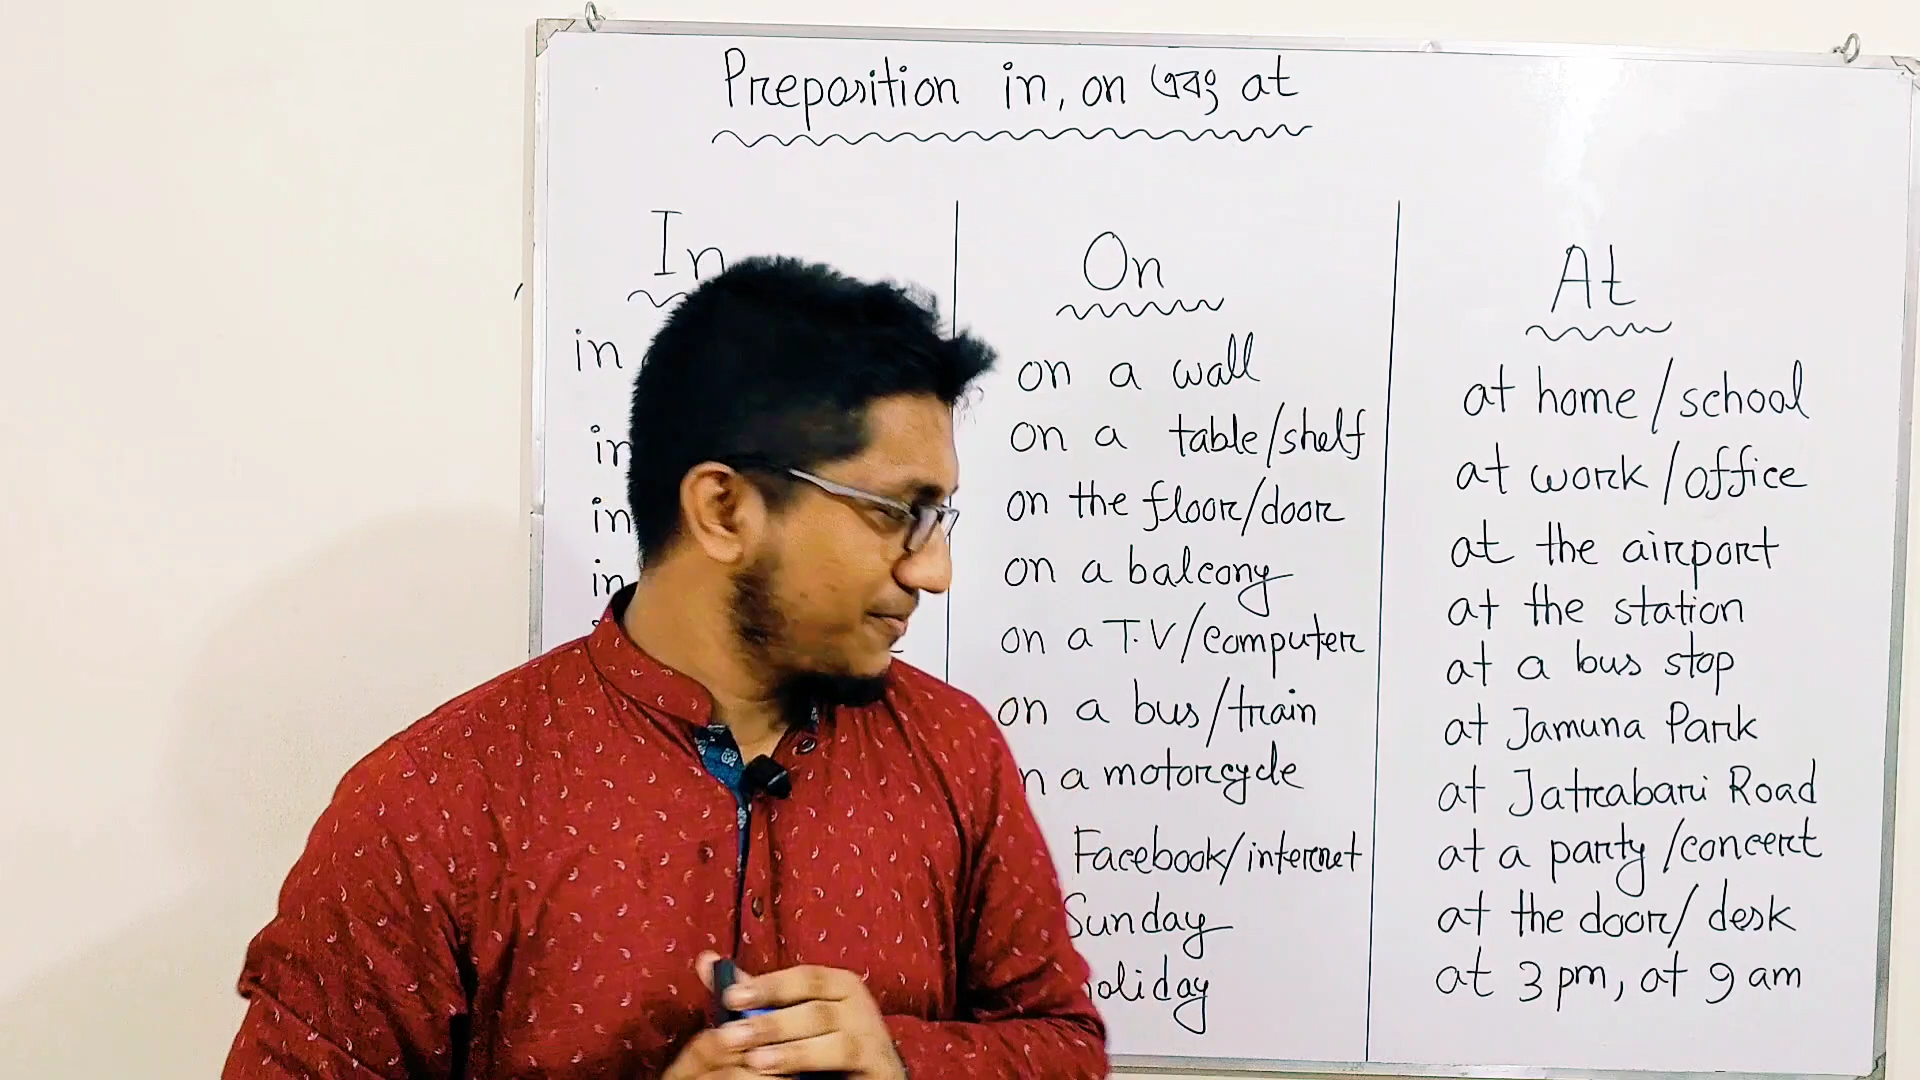 Preposition in, on এবং at
In
in
in
in
in
On
on a wall
on a table/shelf
on the floor/door
on a balcony
on a T.V/computer
on a bus/train
a motorcycle
Facebook/internet
Sunday
At
at home/school
at work/office
at the airport
at the station
at a bus stop
at Jamuna Park
at Jatrabari Road
at a party/concert
at the door/desk
at 3 pm, at 9 am